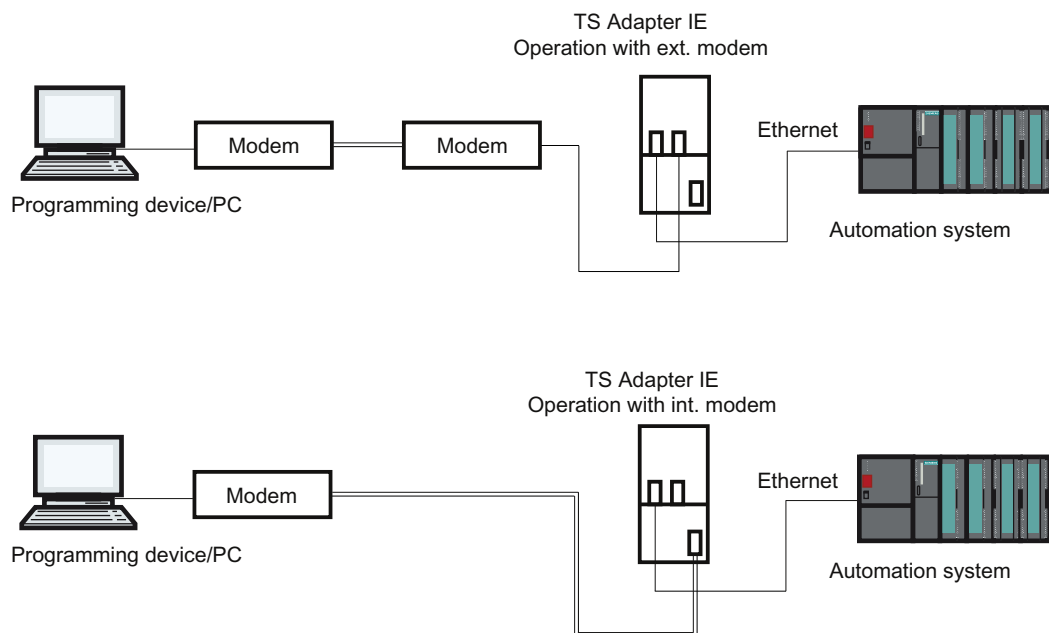 TS Adapter IE
Operation with ext. modem
Ethernet
Modem
Modem
Programming device/PC
Automation system
TS Adapter IE
Operation with int. modem
Ethernet
Modem
Programming device/PC
Automation system